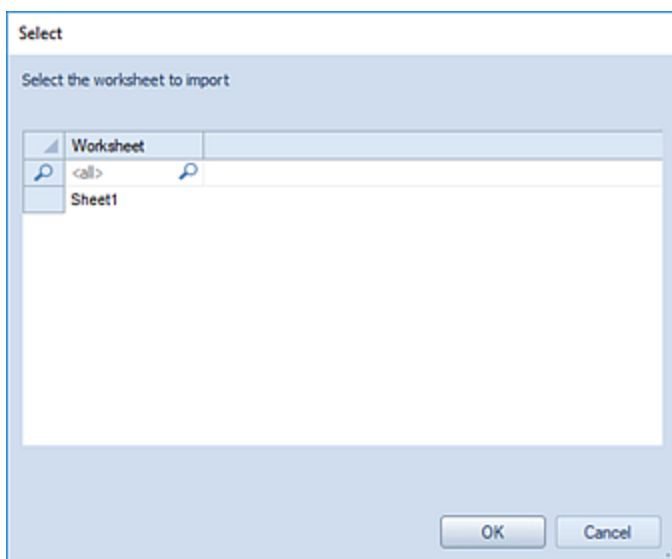 Select
Select the worksheet to import
Worksheet
<all>
Sheet1
OK Cancel